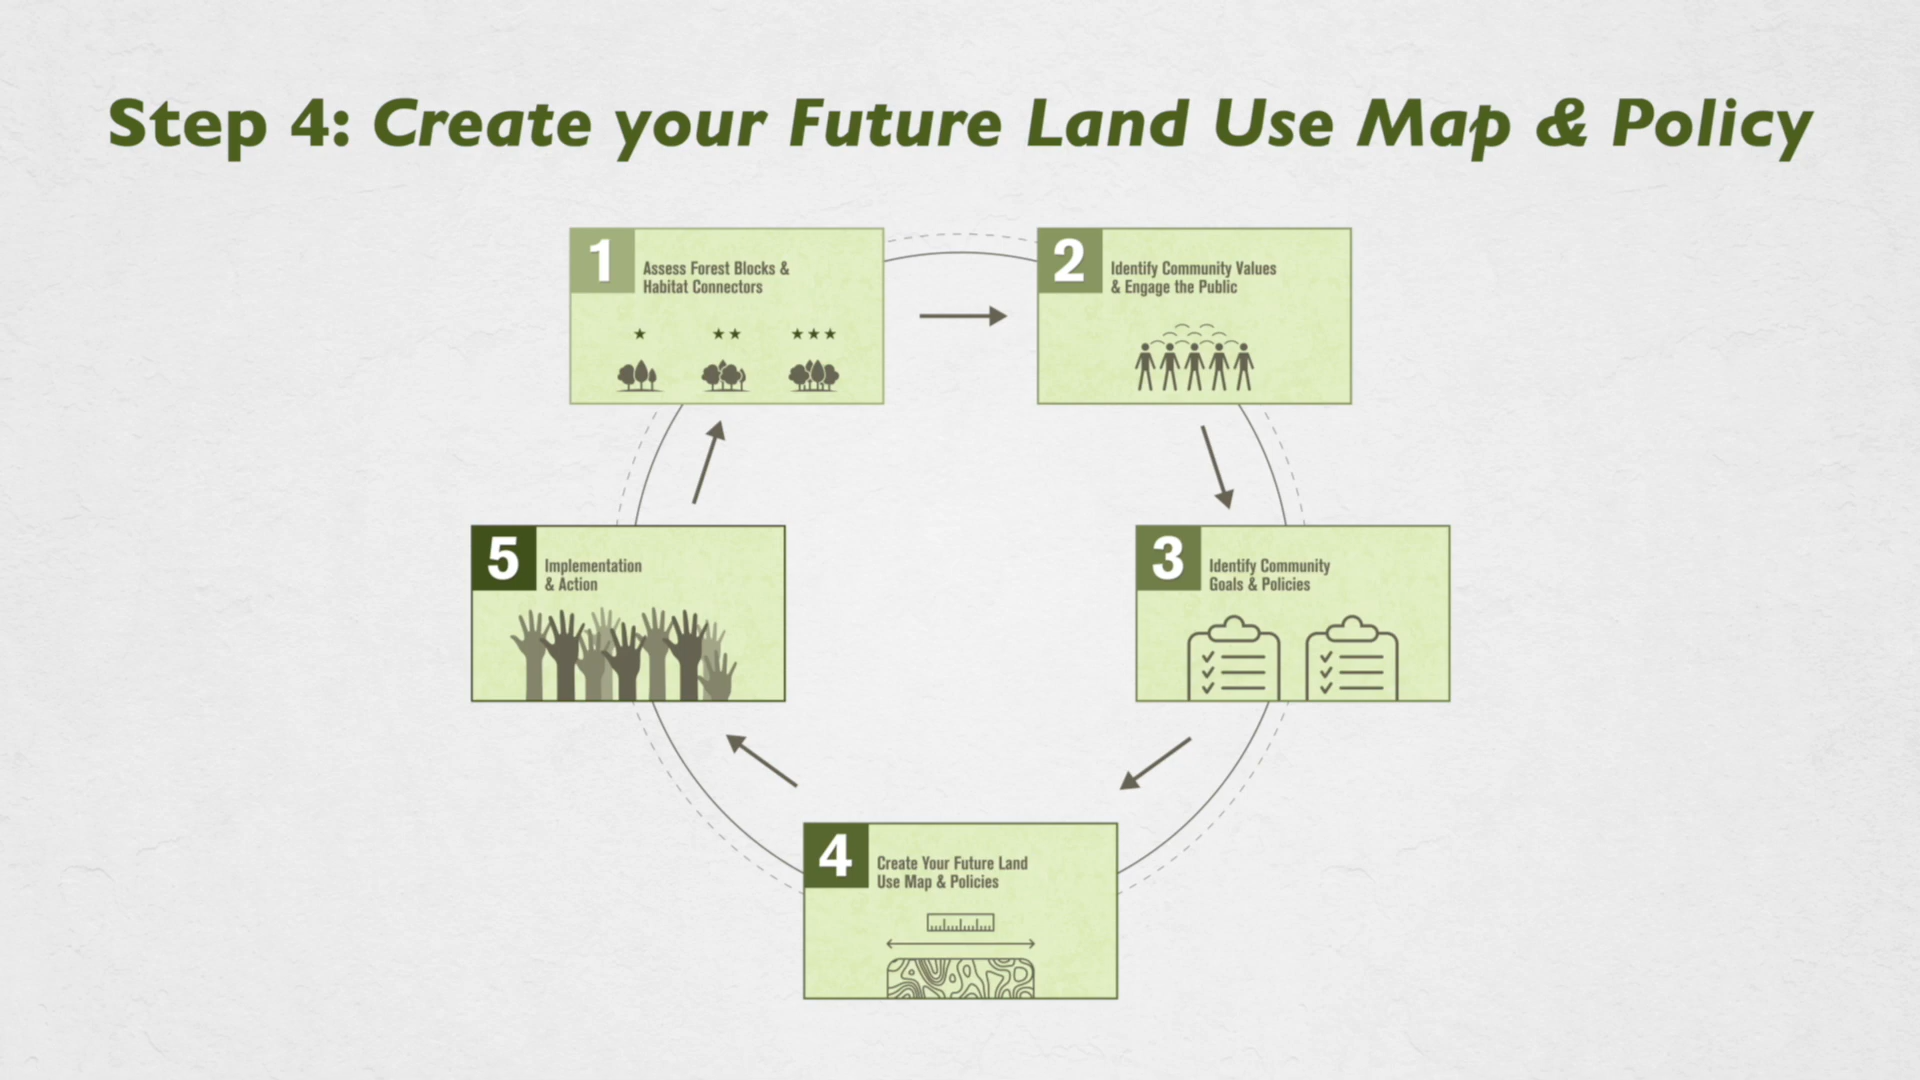 Step 4: Create your Future Land Use Map & Policy
1
Assess Forest Blocks &
Habitat Connectors
2
Identify Community Values
& Engage the Public
3
Identify Community
Goals & Policies
4
Create Your Future Land
Use Map & Policies
5
Implementation
& Action